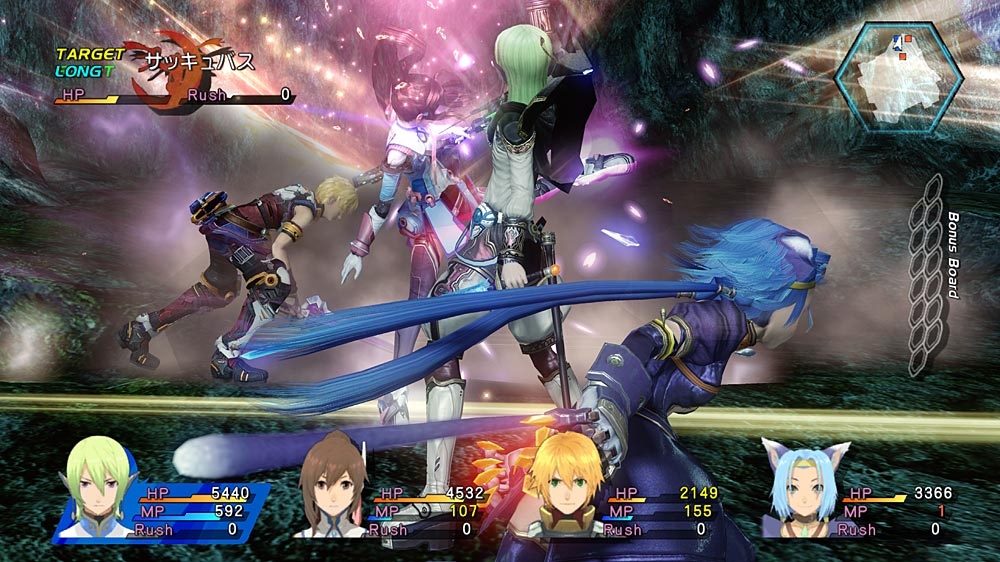 TARGET サッキュバス
LONG T
HP Rush 0
Bonus Board
HP 5440
MP 592
Rush 0
HP 4532
MP 107
Rush 0
HP 2149
MP 155
Rush 0
HP 3366
MP 1
Rush 0